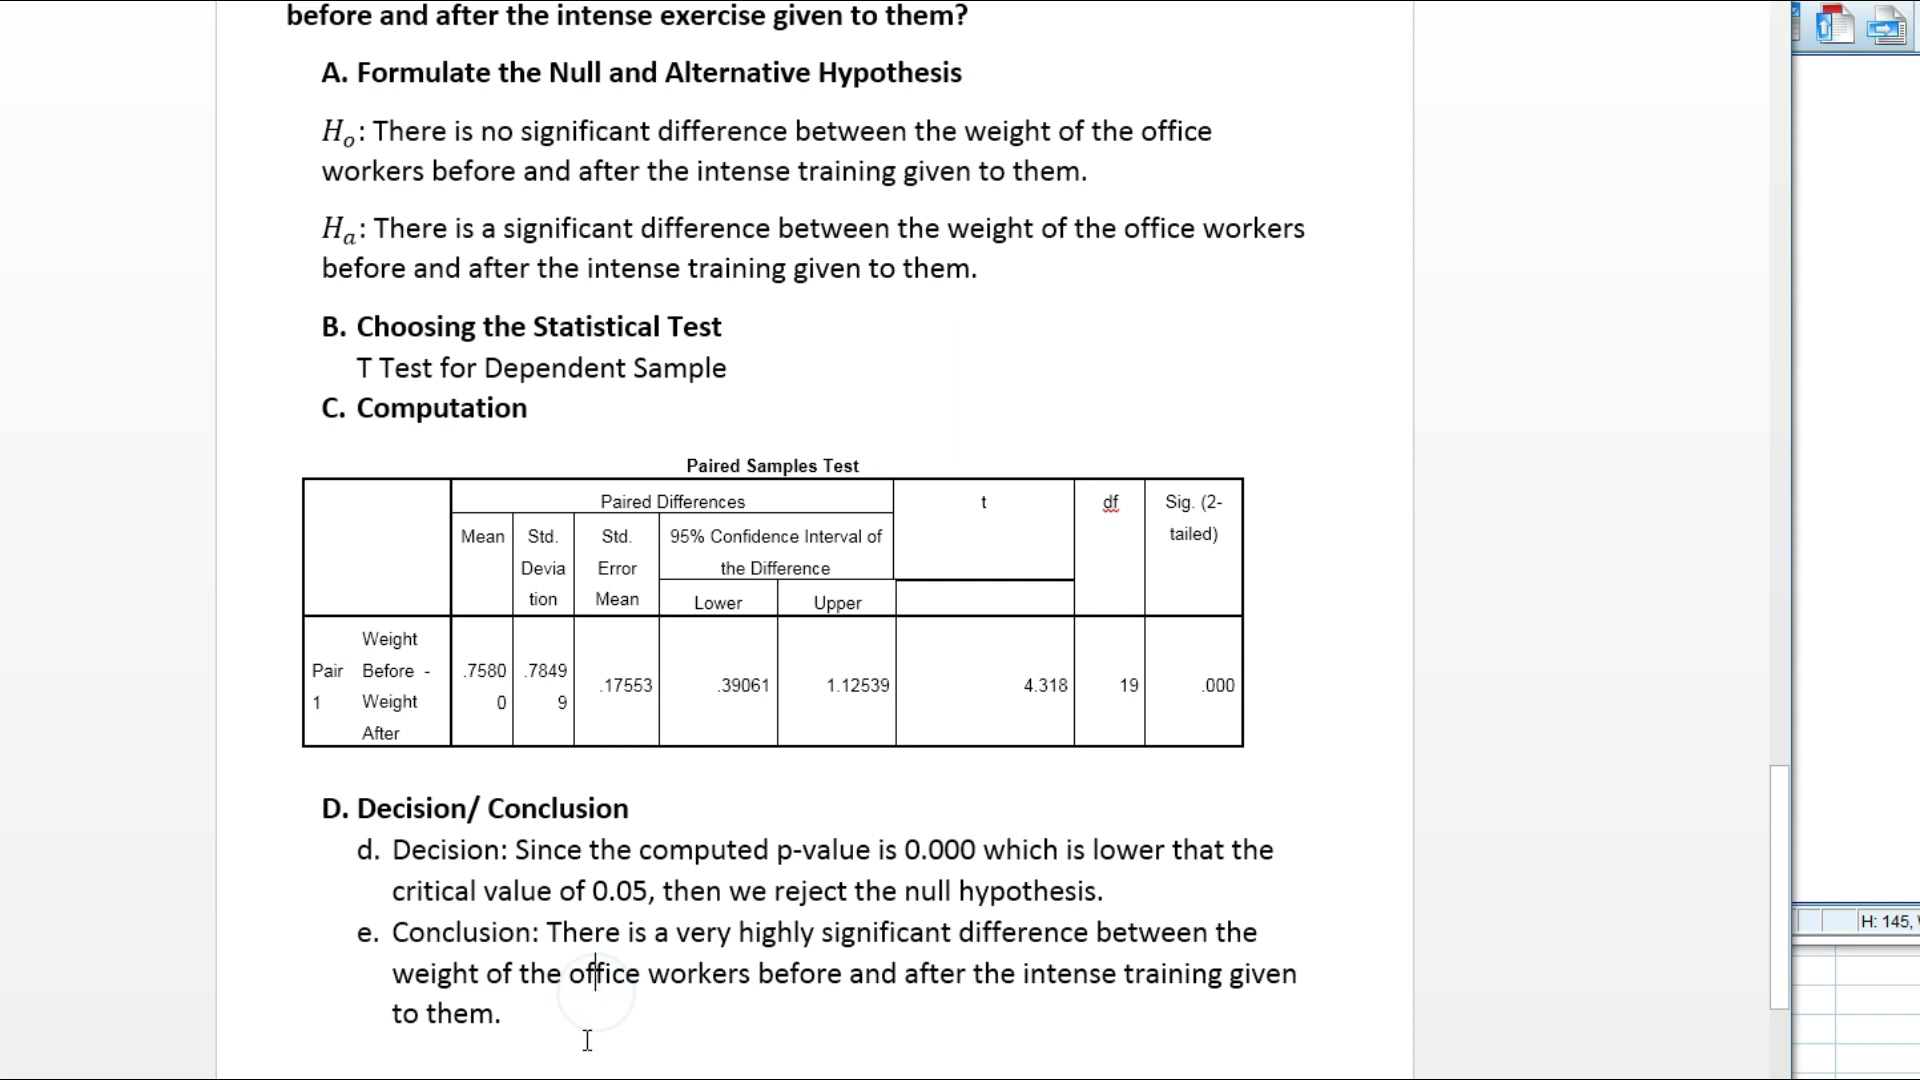 before and after the intense exercise given to them?
A. Formulate the Null and Alternative Hypothesis
Hₒ: There is no significant difference between the weight of the office
workers before and after the intense training given to them.
Hₐ: There is a significant difference between the weight of the office workers
before and after the intense training given to them.
B. Choosing the Statistical Test
T Test for Dependent Sample
C. Computation
Paired Samples Test
Paired Differences t df Sig. (2-
tailed)
Mean Std. Std. 95% Confidence Interval of
Devia Error the Difference
tion Mean Lower Upper
Weight
Pair Before - .7580 .7849 .17553 .39061 1.12539 4.318 19 .000
1 Weight 0 9
After
D. Decision/ Conclusion
d. Decision: Since the computed p-value is 0.000 which is lower that the
critical value of 0.05, then we reject the null hypothesis.
e. Conclusion: There is a very highly significant difference between the
weight of the office workers before and after the intense training given
to them.
H: 145,